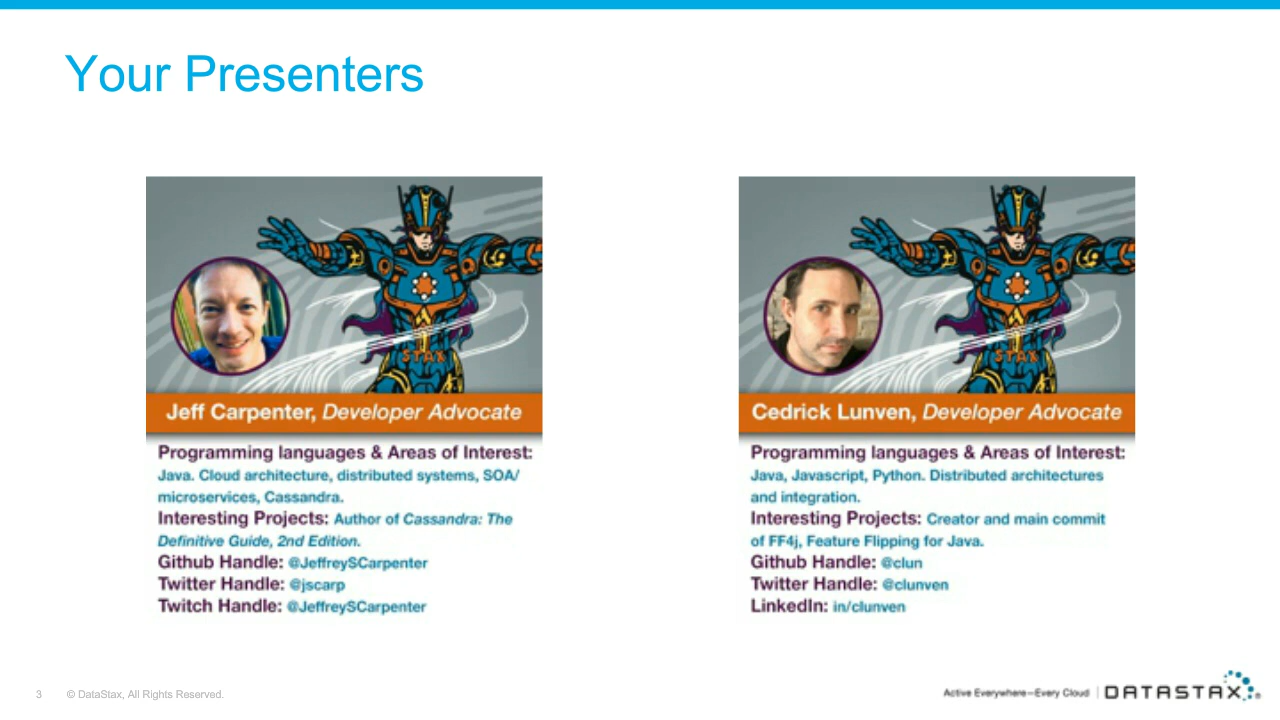 Your Presenters
STAX
Jeff Carpenter, Developer Advocate
Programming languages & Areas of Interest:
Java. Cloud architecture, distributed systems, SOA/
microservices, Cassandra.
Interesting Projects: Author of Cassandra: The
Definitive Guide, 2nd Edition.
Github Handle: @JeffreySCarpenter
Twitter Handle: @jscarp
Twitch Handle: @JeffreySCarpenter
STAX
Cedrick Lunven, Developer Advocate
Programming languages & Areas of Interest:
Java, Javascript, Python. Distributed architectures
and integration.
Interesting Projects: Creator and main commit
of FF4j, Feature Flipping for Java.
Github Handle: @clun
Twitter Handle: @clunven
LinkedIn: in/clunven
3 © DataStax, All Rights Reserved.
Active Everywhere—Every Cloud | DATASTAX®